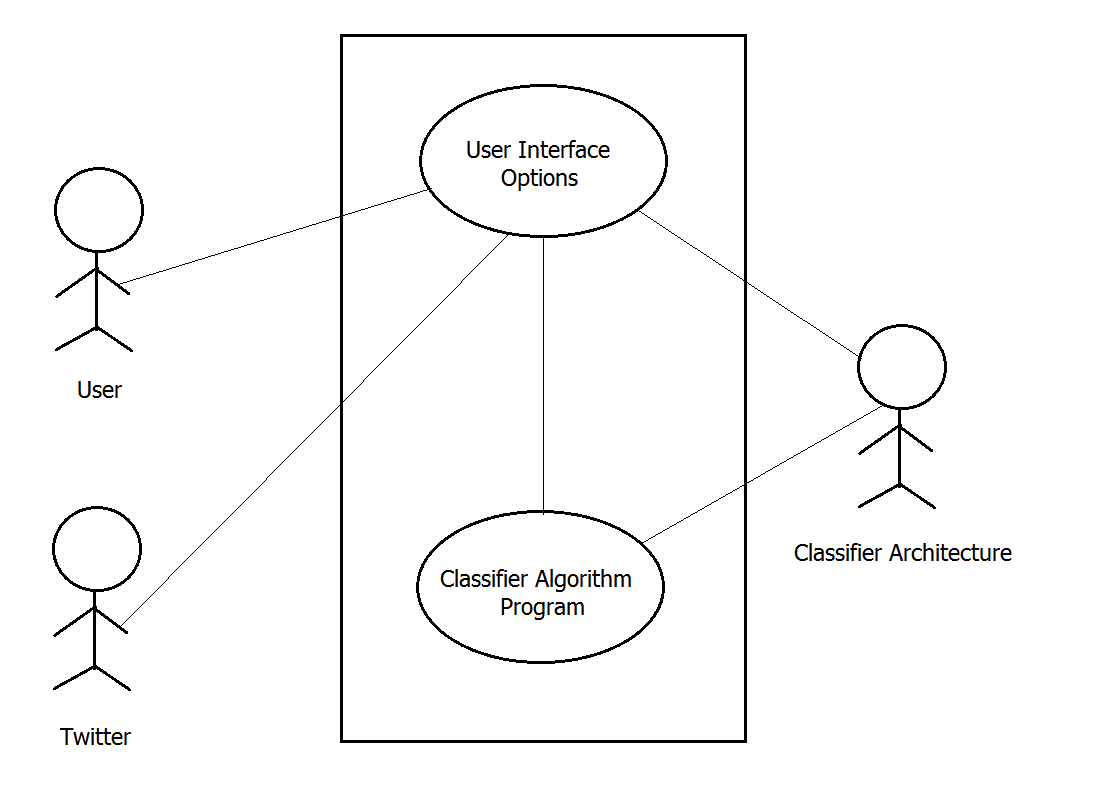 User Interface
Options
User
Classifier Architecture
Classifier Algorithm
Program
Twitter